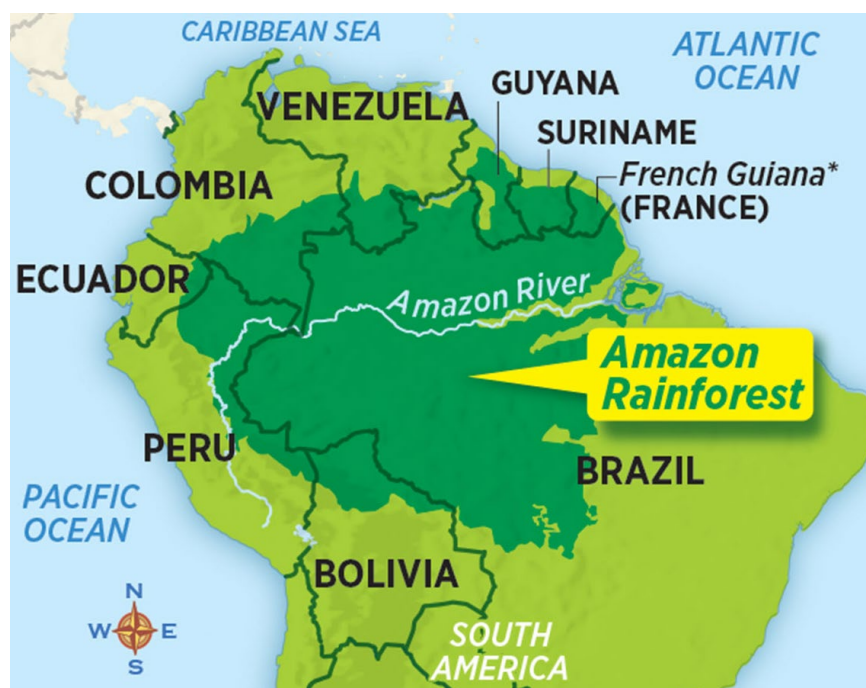 CARIBBEAN SEA
ATLANTIC
OCEAN
GUYANA
VENEZUELA
SURINAME
French Guiana*
(FRANCE)
COLOMBIA
ECUADOR
Amazon River
Amazon
Rainforest
PERU
BRAZIL
PACIFIC
OCEAN
BOLIVIA
N
W E
S
SOUTH
AMERICA